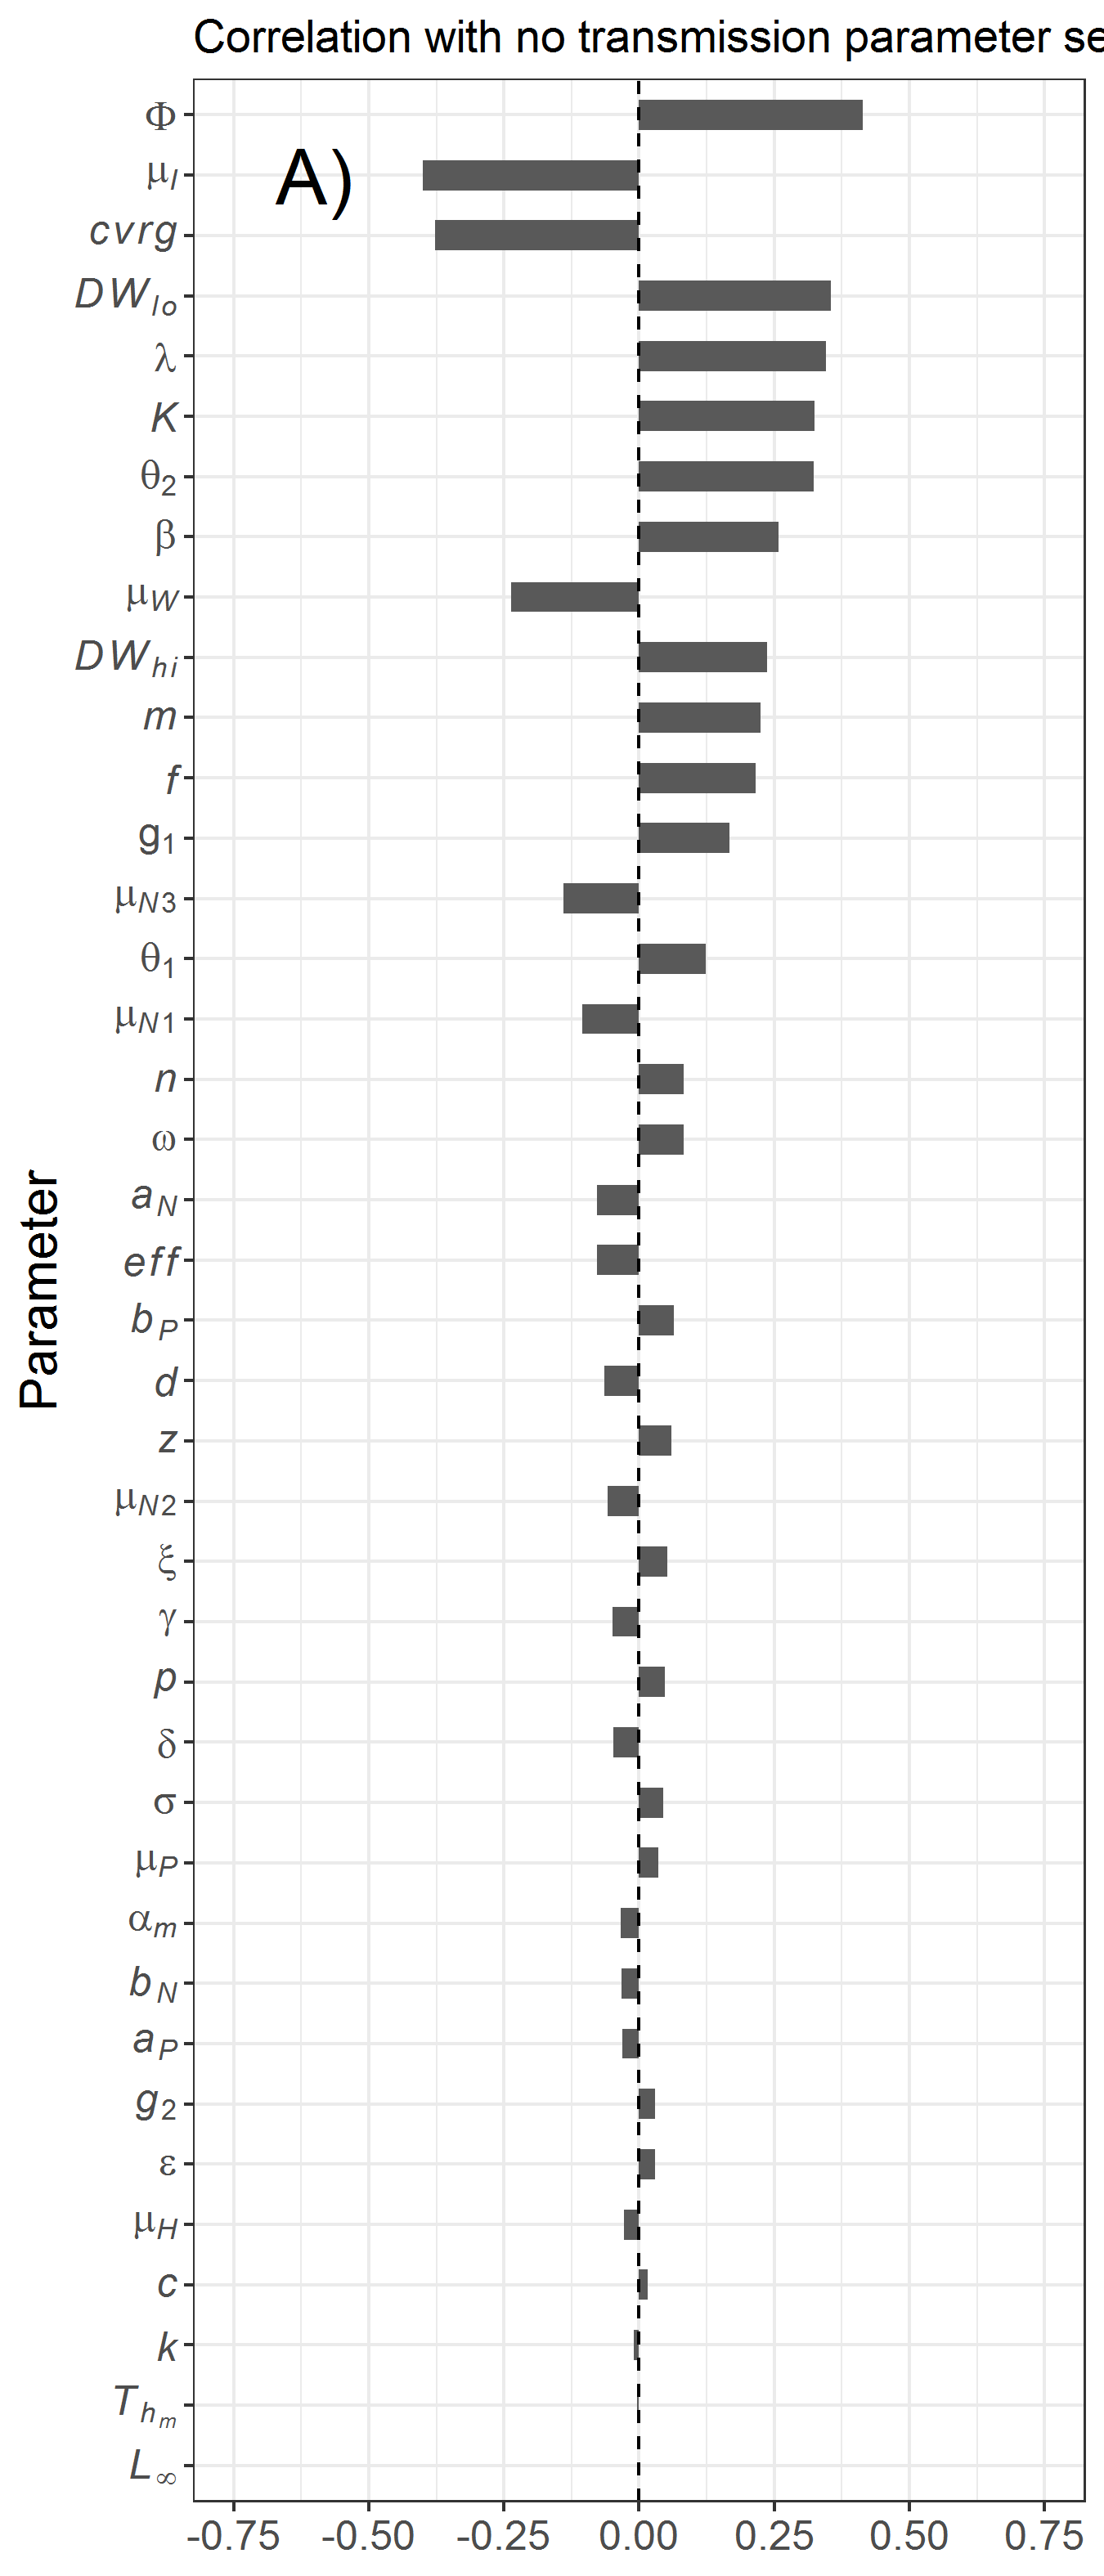 Correlation with no transmission parameter se
Φ
A)
μI
cvrg
DWlo
λ
K
θ2
β
μW
DWhi
m
f
g1
μN3
θ1
μN1
n
ω
aN
eff
bP
d
z
μN2
ξ
γ
p
δ
σ
μP
αm
bN
aP
g2
ε
μH
c
k
Thm
L∞
Parameter
-0.75 -0.50 -0.25 0.00 0.25 0.50 0.75